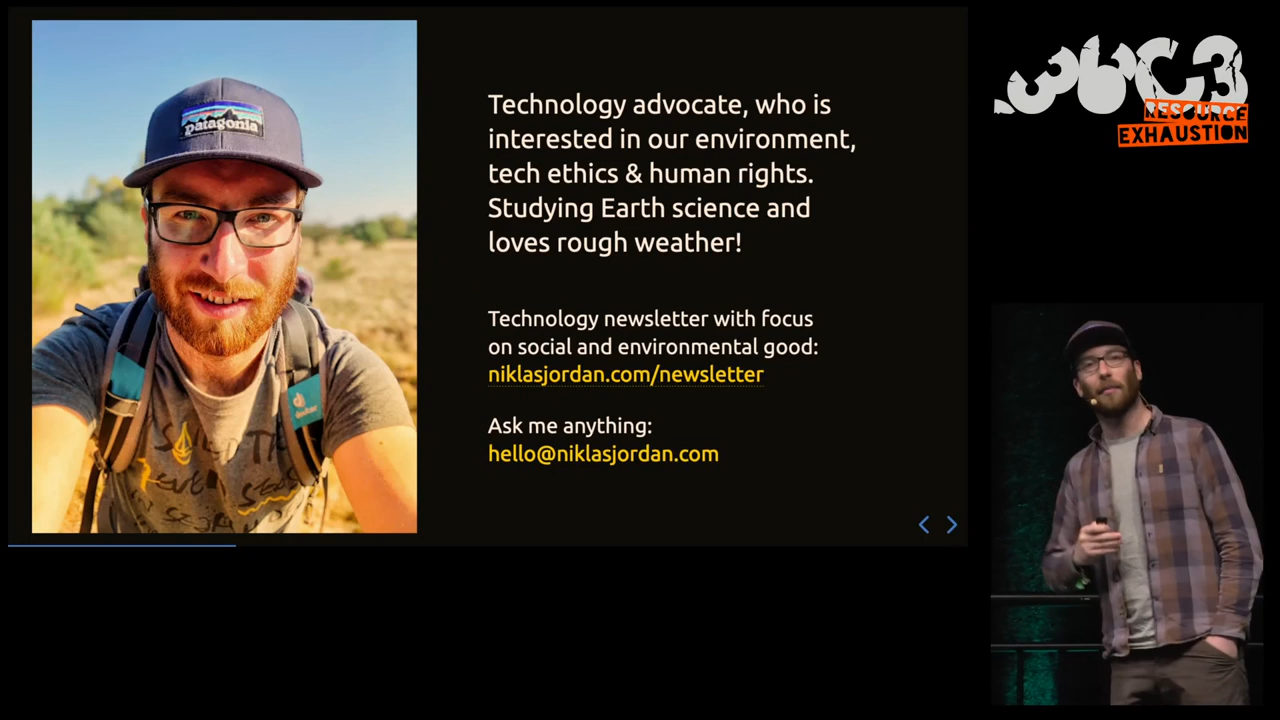 patagonia
deuter
Technology advocate, who is
interested in our environment,
tech ethics & human rights.
Studying Earth science and
loves rough weather!
Technology newsletter with focus
on social and environmental good:
niklasjordan.com/newsletter
Ask me anything:
hello@niklasjordan.com
36C3
RESOURCE
EXHAUSTION